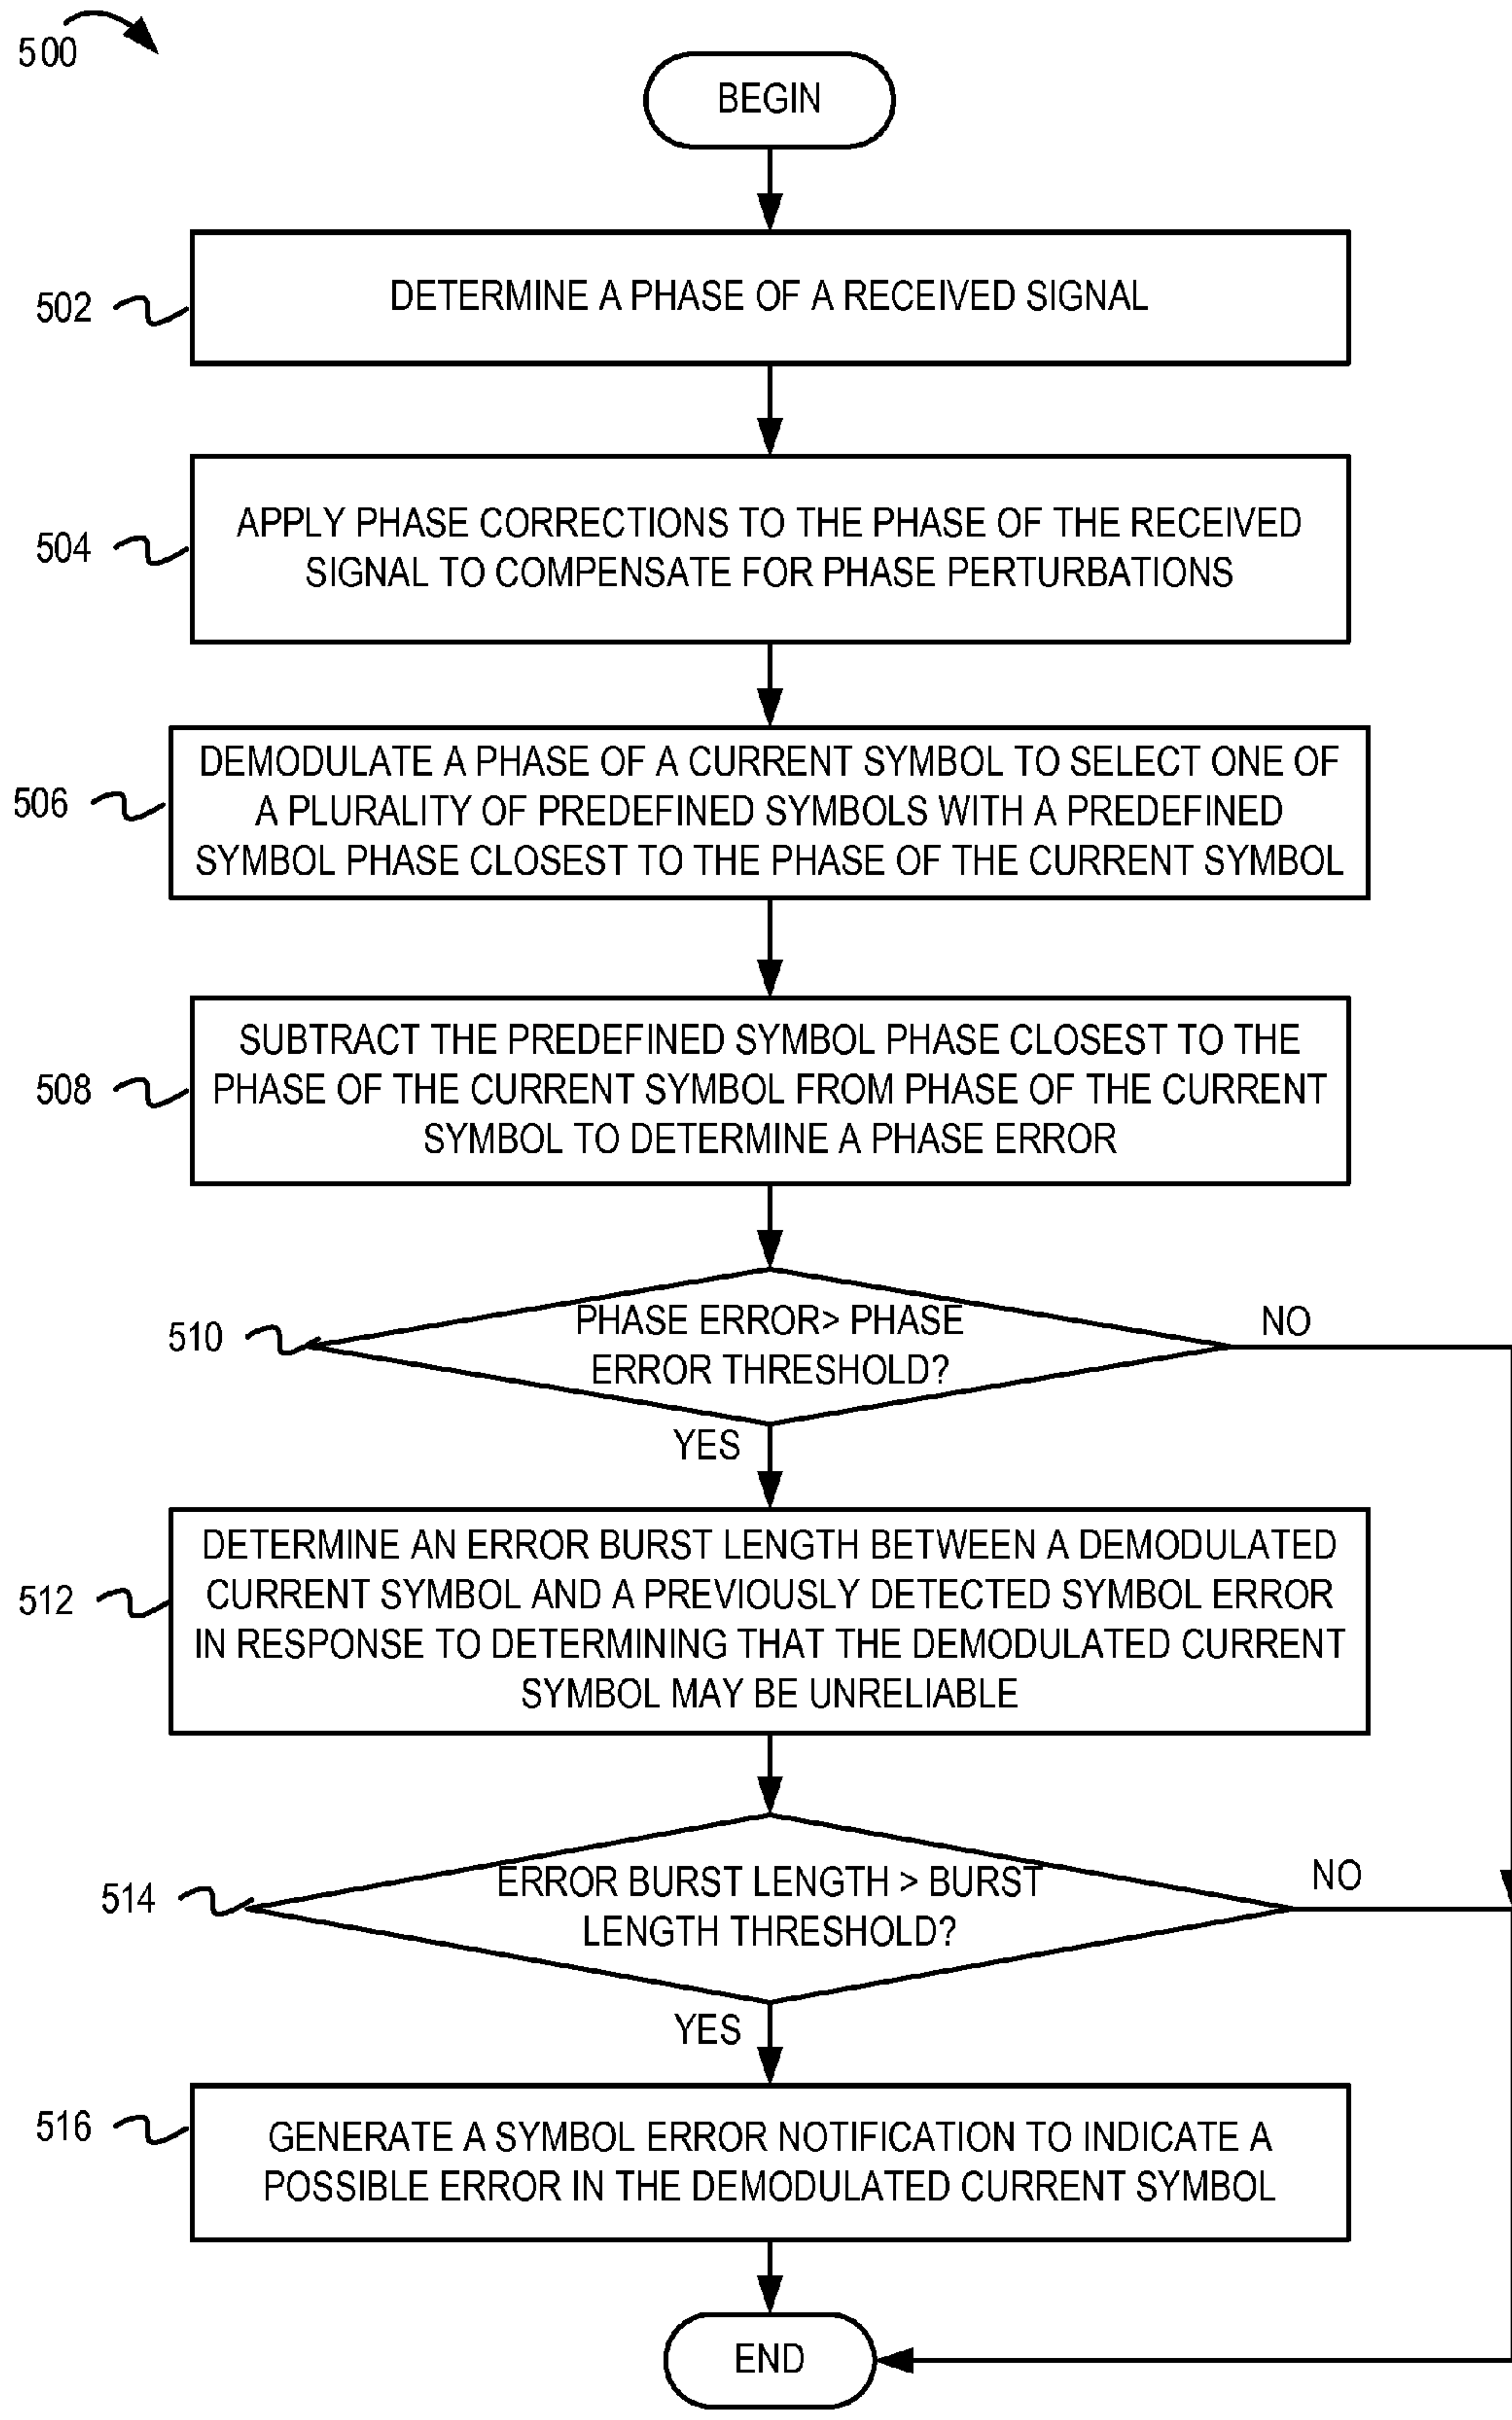 500
BEGIN
502
DETERMINE A PHASE OF A RECEIVED SIGNAL
504
APPLY PHASE CORRECTIONS TO THE PHASE OF THE RECEIVED
SIGNAL TO COMPENSATE FOR PHASE PERTURBATIONS
506
DEMODULATE A PHASE OF A CURRENT SYMBOL TO SELECT ONE OF
A PLURALITY OF PREDEFINED SYMBOLS WITH A PREDEFINED
SYMBOL PHASE CLOSEST TO THE PHASE OF THE CURRENT SYMBOL
508
SUBTRACT THE PREDEFINED SYMBOL PHASE CLOSEST TO THE
PHASE OF THE CURRENT SYMBOL FROM PHASE OF THE CURRENT
SYMBOL TO DETERMINE A PHASE ERROR
510
PHASE ERROR> PHASE
ERROR THRESHOLD?
NO
YES
512
DETERMINE AN ERROR BURST LENGTH BETWEEN A DEMODULATED
CURRENT SYMBOL AND A PREVIOUSLY DETECTED SYMBOL ERROR
IN RESPONSE TO DETERMINING THAT THE DEMODULATED CURRENT
SYMBOL MAY BE UNRELIABLE
514
ERROR BURST LENGTH > BURST
LENGTH THRESHOLD?
NO
YES
516
GENERATE A SYMBOL ERROR NOTIFICATION TO INDICATE A
POSSIBLE ERROR IN THE DEMODULATED CURRENT SYMBOL
END